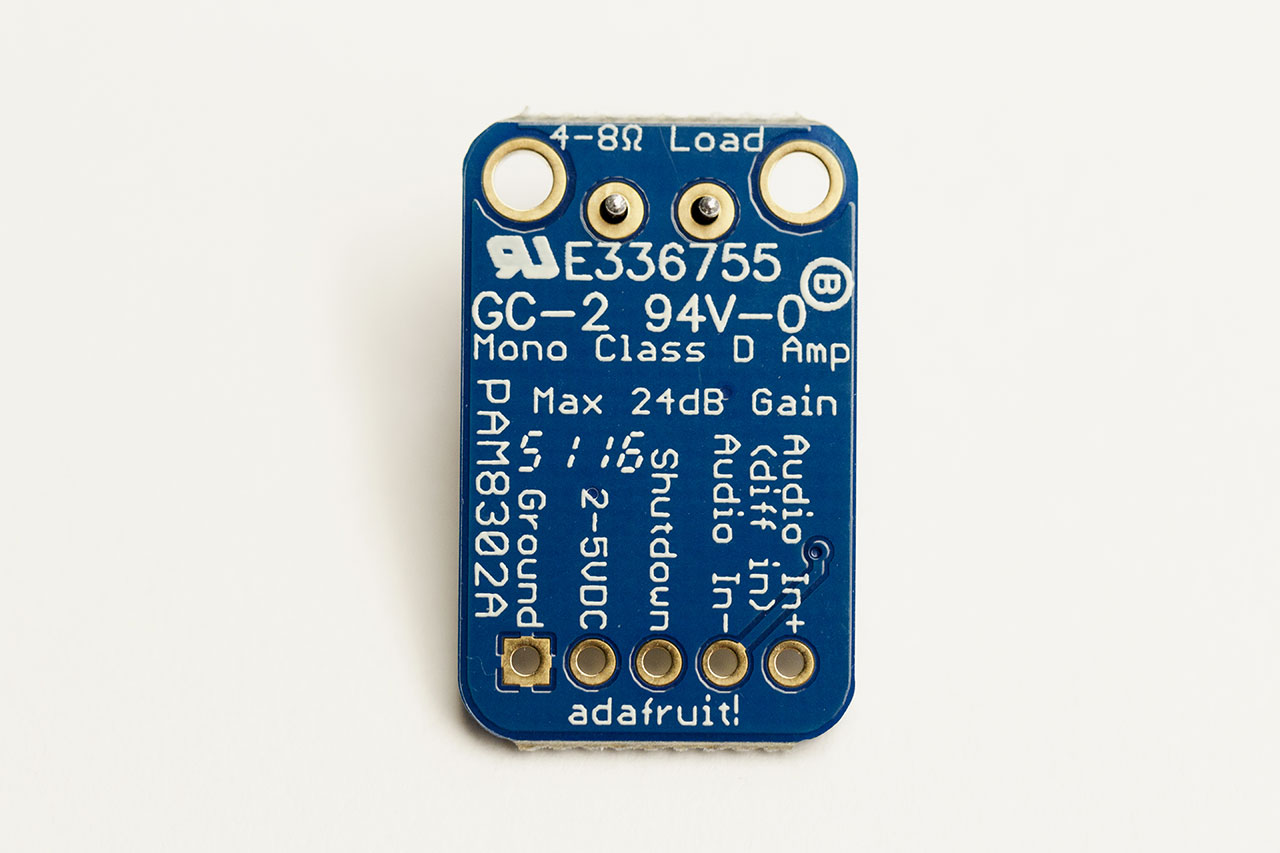 4-8Ω Load
E336755
B
GC-2 94V-0
Mono Class D Amp
Max 24dB Gain
PAM8302A
5116
Ground
2-5VDC
Shutdown
Audio In-
(diff in)
Audio In+
adafruit!